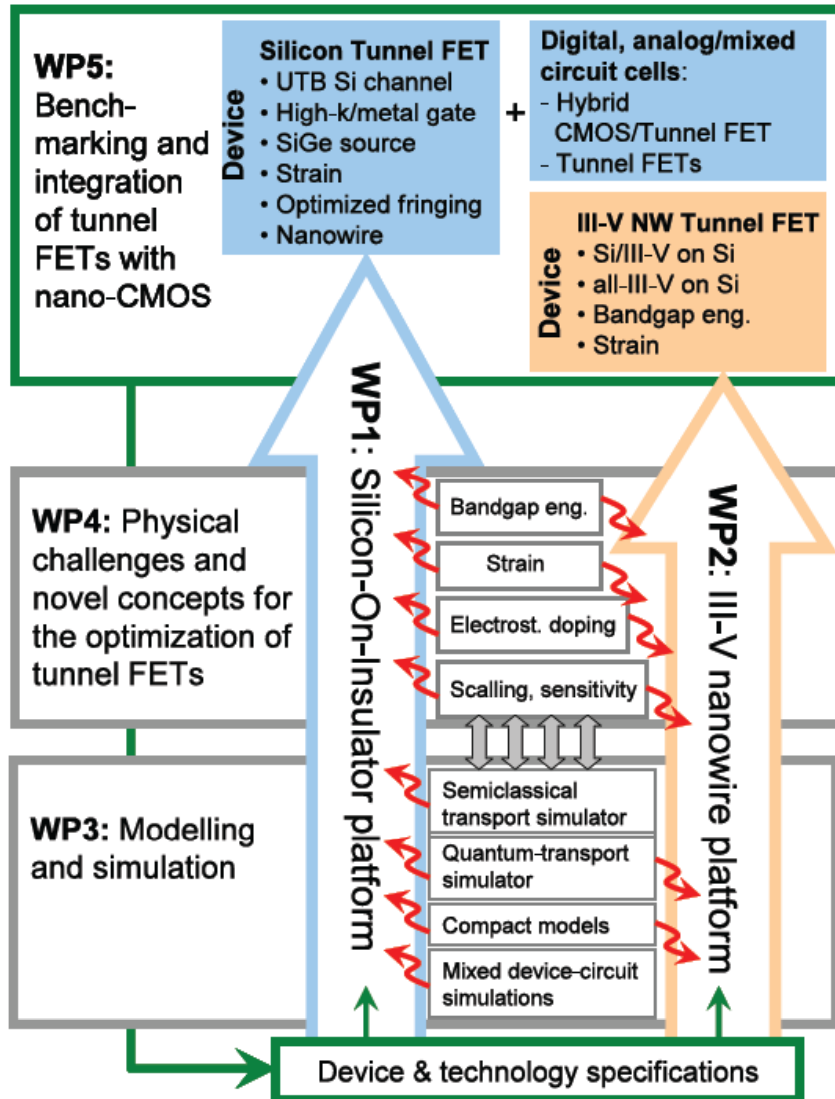 WP5:
Bench-
marking and
integration
of tunnel
FETs with
nano-CMOS
Device
Silicon Tunnel FET
• UTB Si channel
• High-k/metal gate
• SiGe source
• Strain
• Optimized fringing
• Nanowire
+
Digital, analog/mixed
circuit cells:
- Hybrid
CMOS/Tunnel FET
- Tunnel FETs
Device
III-V NW Tunnel FET
• Si/III-V on Si
• all-III-V on Si
• Bandgap eng.
• Strain
WP1: Silicon-On-Insulator platform
WP2: III-V nanowire platform
WP4: Physical
challenges and
novel concepts for
the optimization of
tunnel FETs
Bandgap eng.
Strain
Electrost. doping
Scalling, sensitivity
WP3: Modelling
and simulation
Semiclassical
transport simulator
Quantum-transport
simulator
Compact models
Mixed device-circuit
simulations
Device & technology specifications